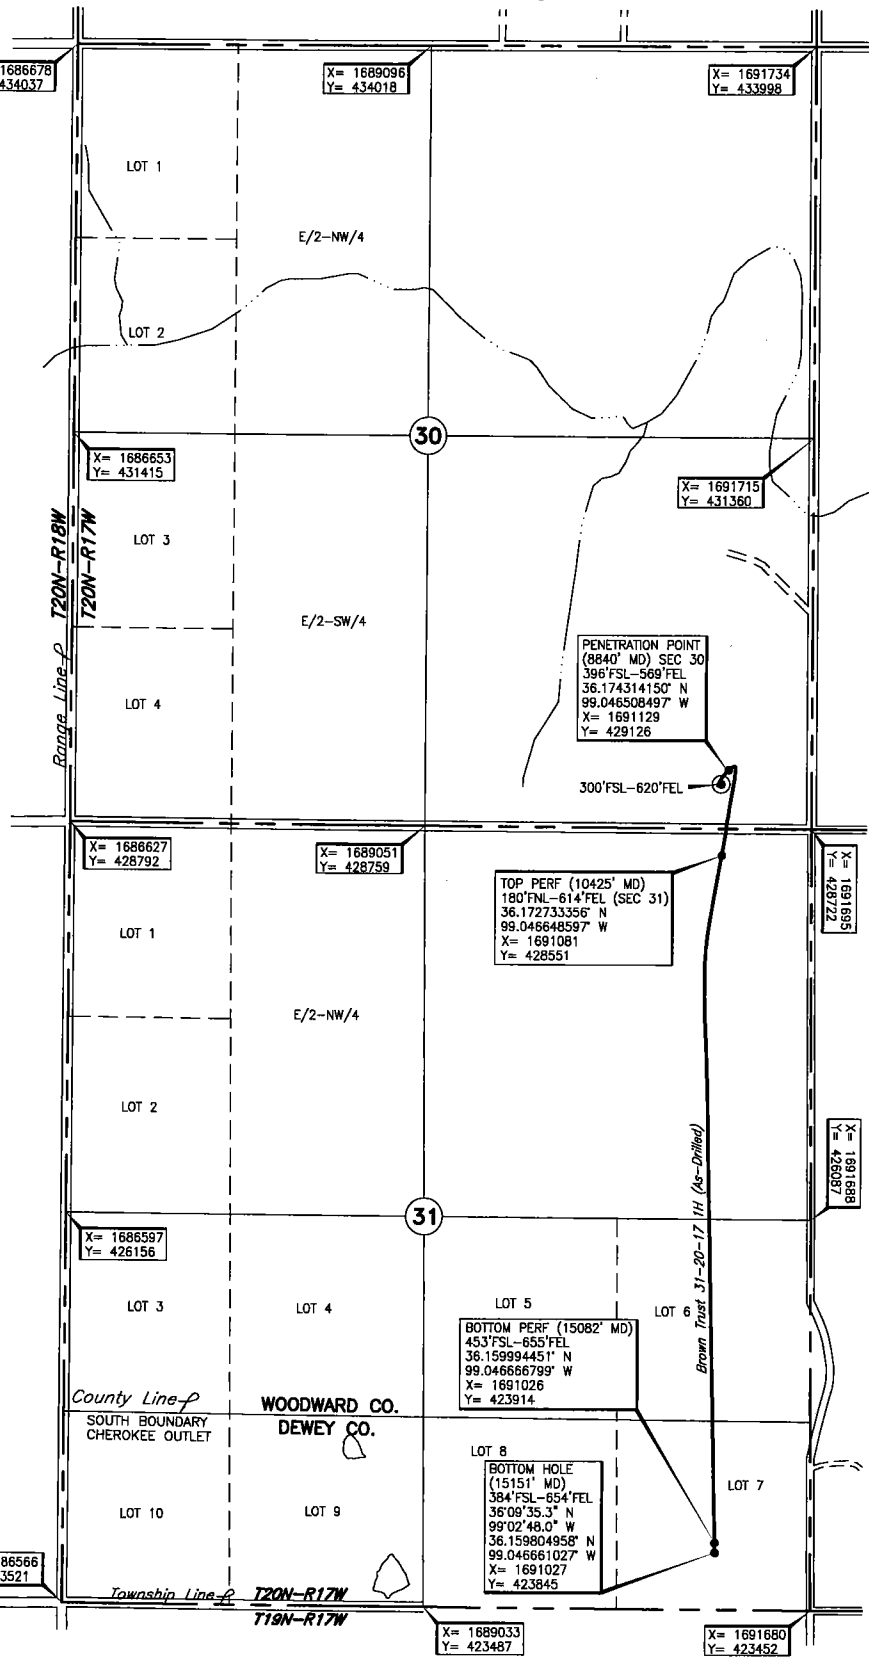 1686678
434037
X= 1689096
Y= 434018
X= 1691734
Y= 433998
LOT 1
E/2-NW/4
LOT 2
30
X= 1686653
Y= 431415
X= 1691715
Y= 431360
T20N-R18W
T20N-R17W
LOT 3
E/2-SW/4
Range Line
LOT 4
PENETRATION POINT
(8840' MD) SEC 30
396'FSL-569'FEL
36.174314150° N
99.046508497° W
X= 1691129
Y= 429126
300'FSL-620'FEL
X= 1686627
Y= 428792
X= 1689051
Y= 428759
X= 1691695
Y= 428722
TOP PERF (10425' MD)
180'FNL-614'FEL (SEC 31)
36.172733356° N
99.046648597° W
X= 1691081
Y= 428551
LOT 1
E/2-NW/4
LOT 2
Brown Trust 31-20-17 1H (As-Drilled)
X= 1691688
Y= 426087
31
X= 1686597
Y= 426156
LOT 3
LOT 4
LOT 5
LOT 6
BOTTOM PERF (15082' MD)
453'FSL-655'FEL
36.159994451° N
99.046666799° W
X= 1691026
Y= 423914
County Line
WOODWARD CO.
SOUTH BOUNDARY
CHEROKEE OUTLET
DEWEY CO.
LOT 8
BOTTOM HOLE
(15151' MD)
384'FSL-654'FEL
36°09'35.3" N
99°02'48.0" W
36.159804958° N
99.046661027° W
X= 1691027
Y= 423845
LOT 7
LOT 10
LOT 9
86566
3521
Township Line
T20N-R17W
T19N-R17W
X= 1689033
Y= 423487
X= 1691680
Y= 423452